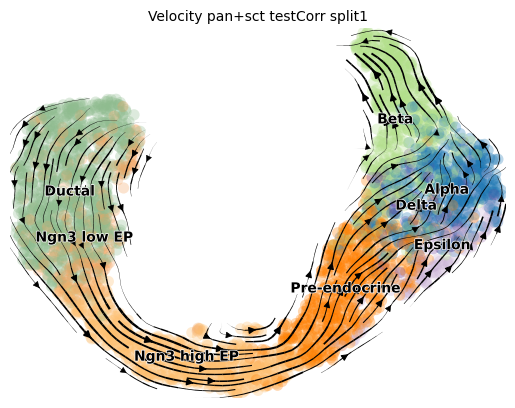 Velocity pan+sct testCorr split1
Beta
Ductal
Alpha
Delta
Ngn3 low EP
Epsilon
Pre-endocrine
Ngn3 high EP